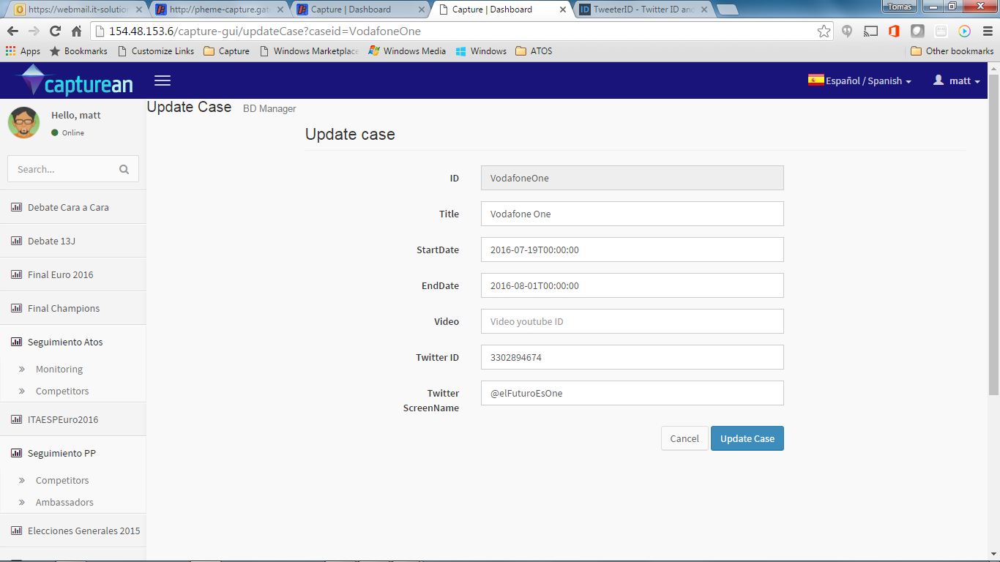 https://webmail.it-solution
http://pheme-capture.gate
Capture | Dashboard
Capture | Dashboard
TweeterID - Twitter ID and
Tomas
154.48.153.6/capture-gui/updateCase?caseid=VodafoneOne
Apps
Bookmarks
Customize Links
Capture
Windows Marketplace
Windows Media
Windows
ATOS
Other bookmarks
capturean
Español / Spanish
matt
Hello, matt
Online
Search...
Debate Cara a Cara
Debate 13J
Final Euro 2016
Final Champions
Seguimiento Atos
Monitoring
Competitors
ITAESPEuro2016
Seguimiento PP
Competitors
Ambassadors
Elecciones Generales 2015
Update Case BD Manager
Update case
ID VodafoneOne
Title Vodafone One
StartDate 2016-07-19T00:00:00
EndDate 2016-08-01T00:00:00
Video Video youtube ID
Twitter ID 3302894674
Twitter ScreenName @elFuturoEsOne
Cancel
Update Case